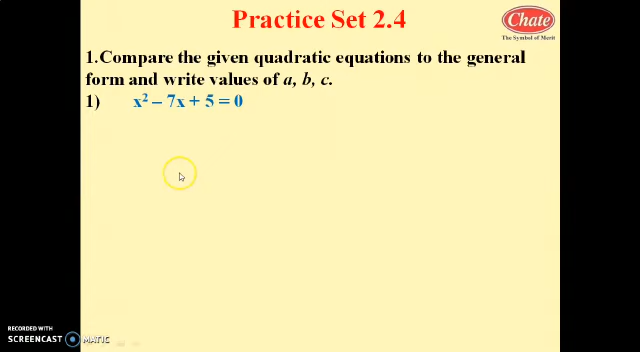 Practice Set 2.4
Chate
The Symbol of Merit
1.Compare the given quadratic equations to the general
form and write values of a, b, c.
1) x² – 7x + 5 = 0
RECORDED WITH
SCREENCAST MATIC